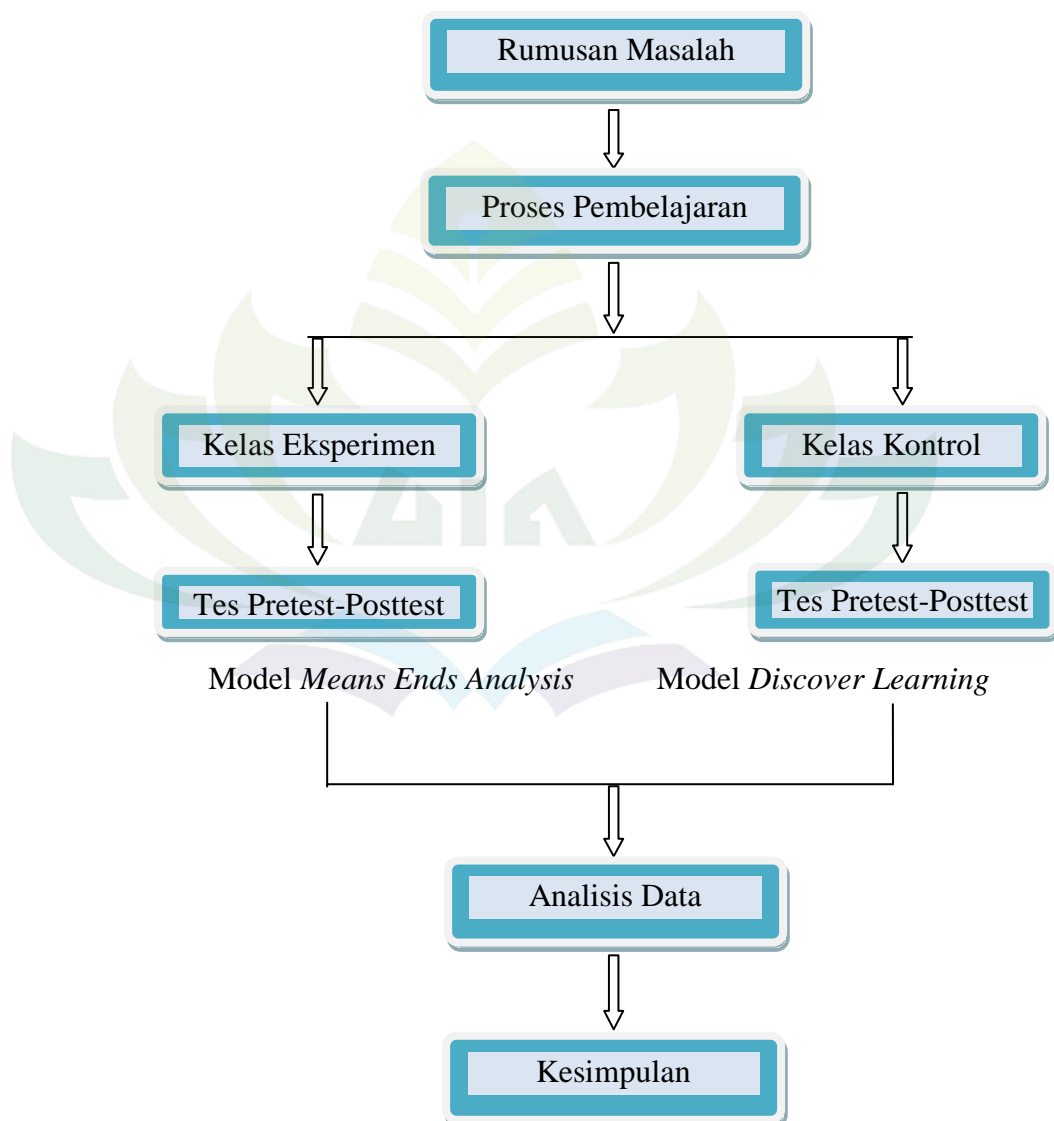 Rumusan Masalah
Proses Pembelajaran
Kelas Eksperimen
Kelas Kontrol
Tes Pretest-Posttest
Tes Pretest-Posttest
Model Means Ends Analysis
Model Discover Learning
Analisis Data
Kesimpulan